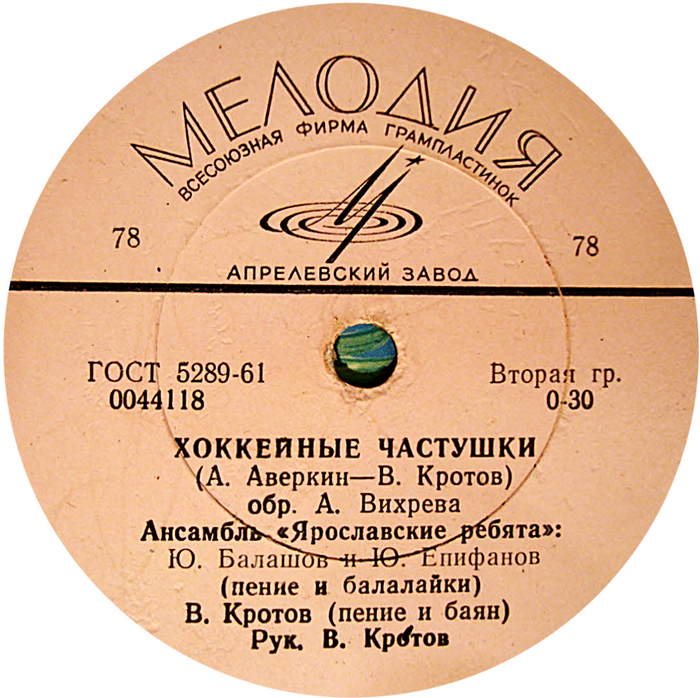 МЕЛОДИЯ
ВСЕСОЮЗНАЯ ФИРМА ГРАМПЛАСТИНОК
78 78
АПРЕЛЕВСКИЙ ЗАВОД
ГОСТ 5289-61 Вторая гр.
0044118 0-30
ХОККЕЙНЫЕ ЧАСТУШКИ
(А. Аверкин—В. Кротов)
обр. А. Вихрева
Ансамбль «Ярославские ребята»:
Ю. Балашов и Ю. Епифанов
(пение и балалайки)
В. Кротов (пение и баян)
Рук. В. Кротов